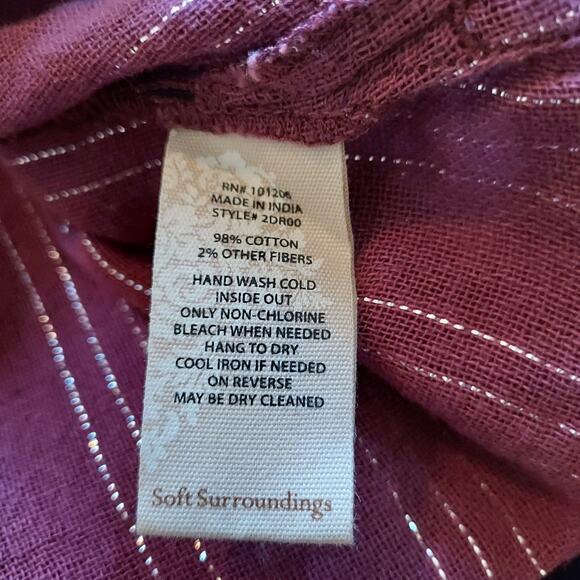 RN# 101206
MADE IN INDIA
STYLE# 2DR00
98% COTTON
2% OTHER FIBERS
HAND WASH COLD
INSIDE OUT
ONLY NON-CHLORINE
BLEACH WHEN NEEDED
HANG TO DRY
COOL IRON IF NEEDED
ON REVERSE
MAY BE DRY CLEANED
Soft Surroundings